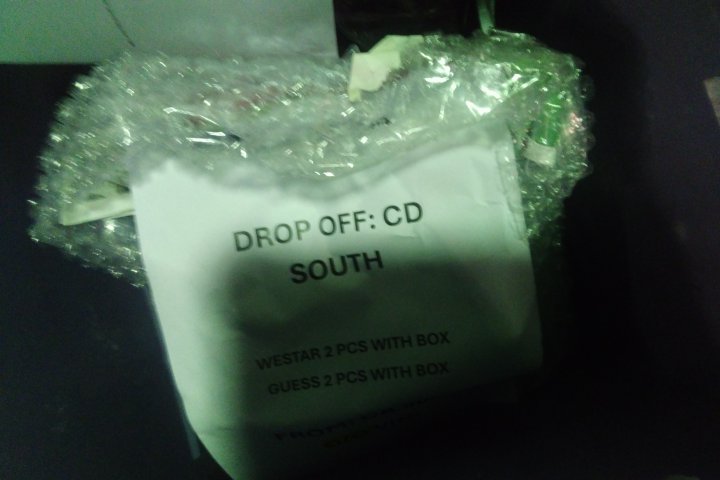 DROP OFF: CD
SOUTH
WESTAR 2 PCS WITH BOX
GUESS 2 PCS WITH BOX